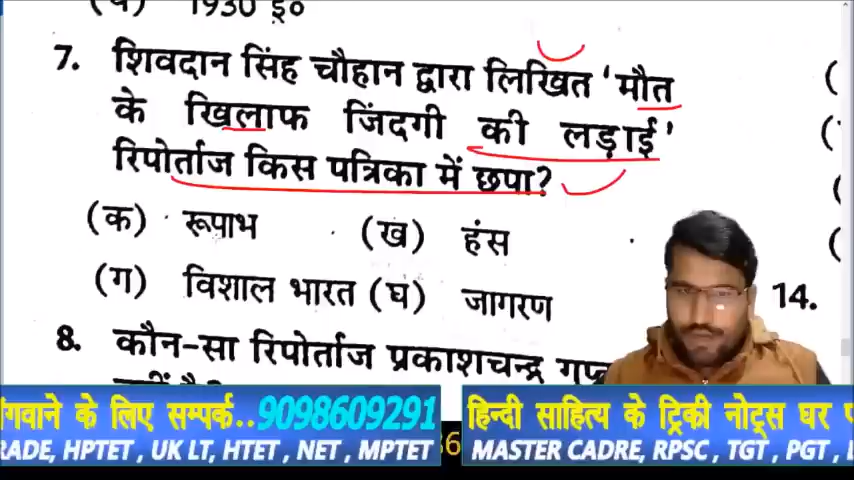 (घ) 1930 ई०
7. शिवदान सिंह चौहान द्वारा लिखित 'मौत
के खिलाफ जिंदगी की लड़ाई'
रिपोर्ताज किस पत्रिका में छपा?
(क) रूपाभ (ख) हंस
(ग) विशाल भारत (घ) जागरण
14.
8. कौन-सा रिपोर्ताज प्रकाशचन्द्र
गवाने के लिए सम्पर्क..9098609291
हिन्दी साहित्य के ट्रिकी नोट्स घर
RADE, HPTET , UK LT, HTET , NET , MPTET
MASTER CADRE, RPSC , TGT , PGT ,